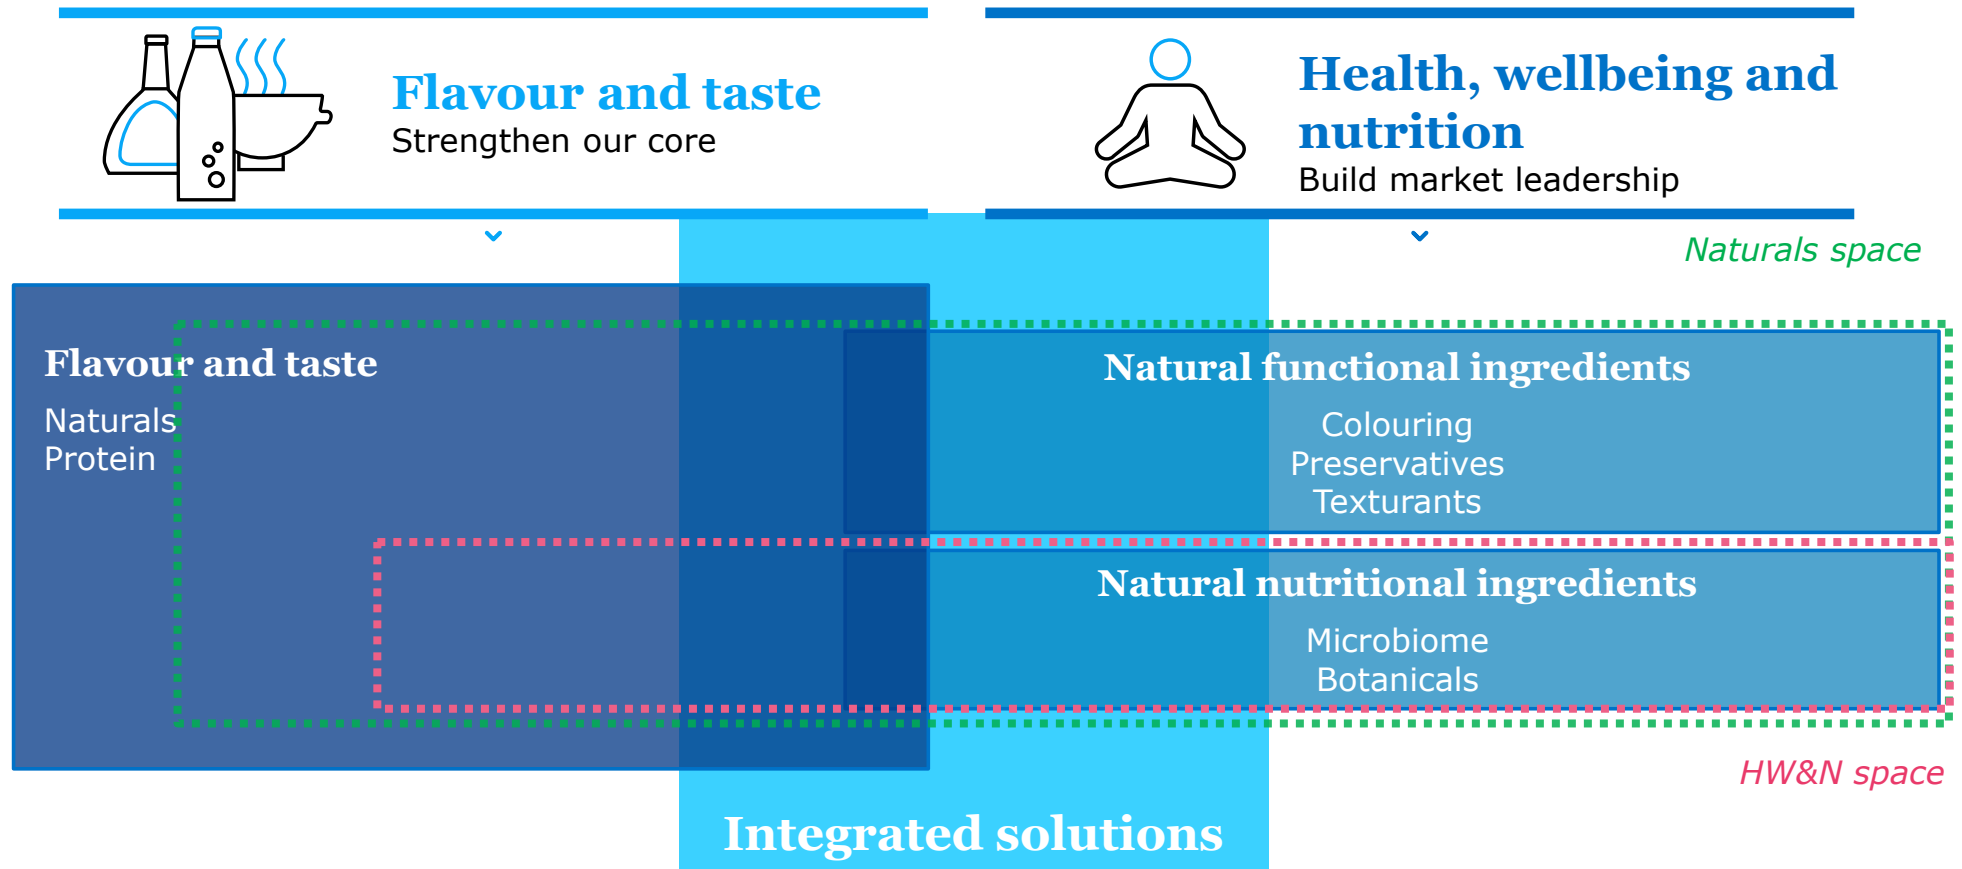 Flavour and taste
Strengthen our core
Health, wellbeing and
nutrition
Build market leadership
Naturals space
Flavour and taste
Naturals
Protein
Natural functional ingredients
Colouring
Preservatives
Texturants
Natural nutritional ingredients
Microbiome
Botanicals
HW&N space
Integrated solutions